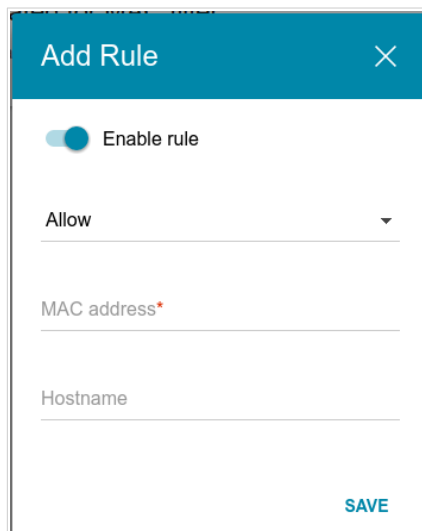 Add Rule
Enable rule
Allow
MAC address*
Hostname
SAVE